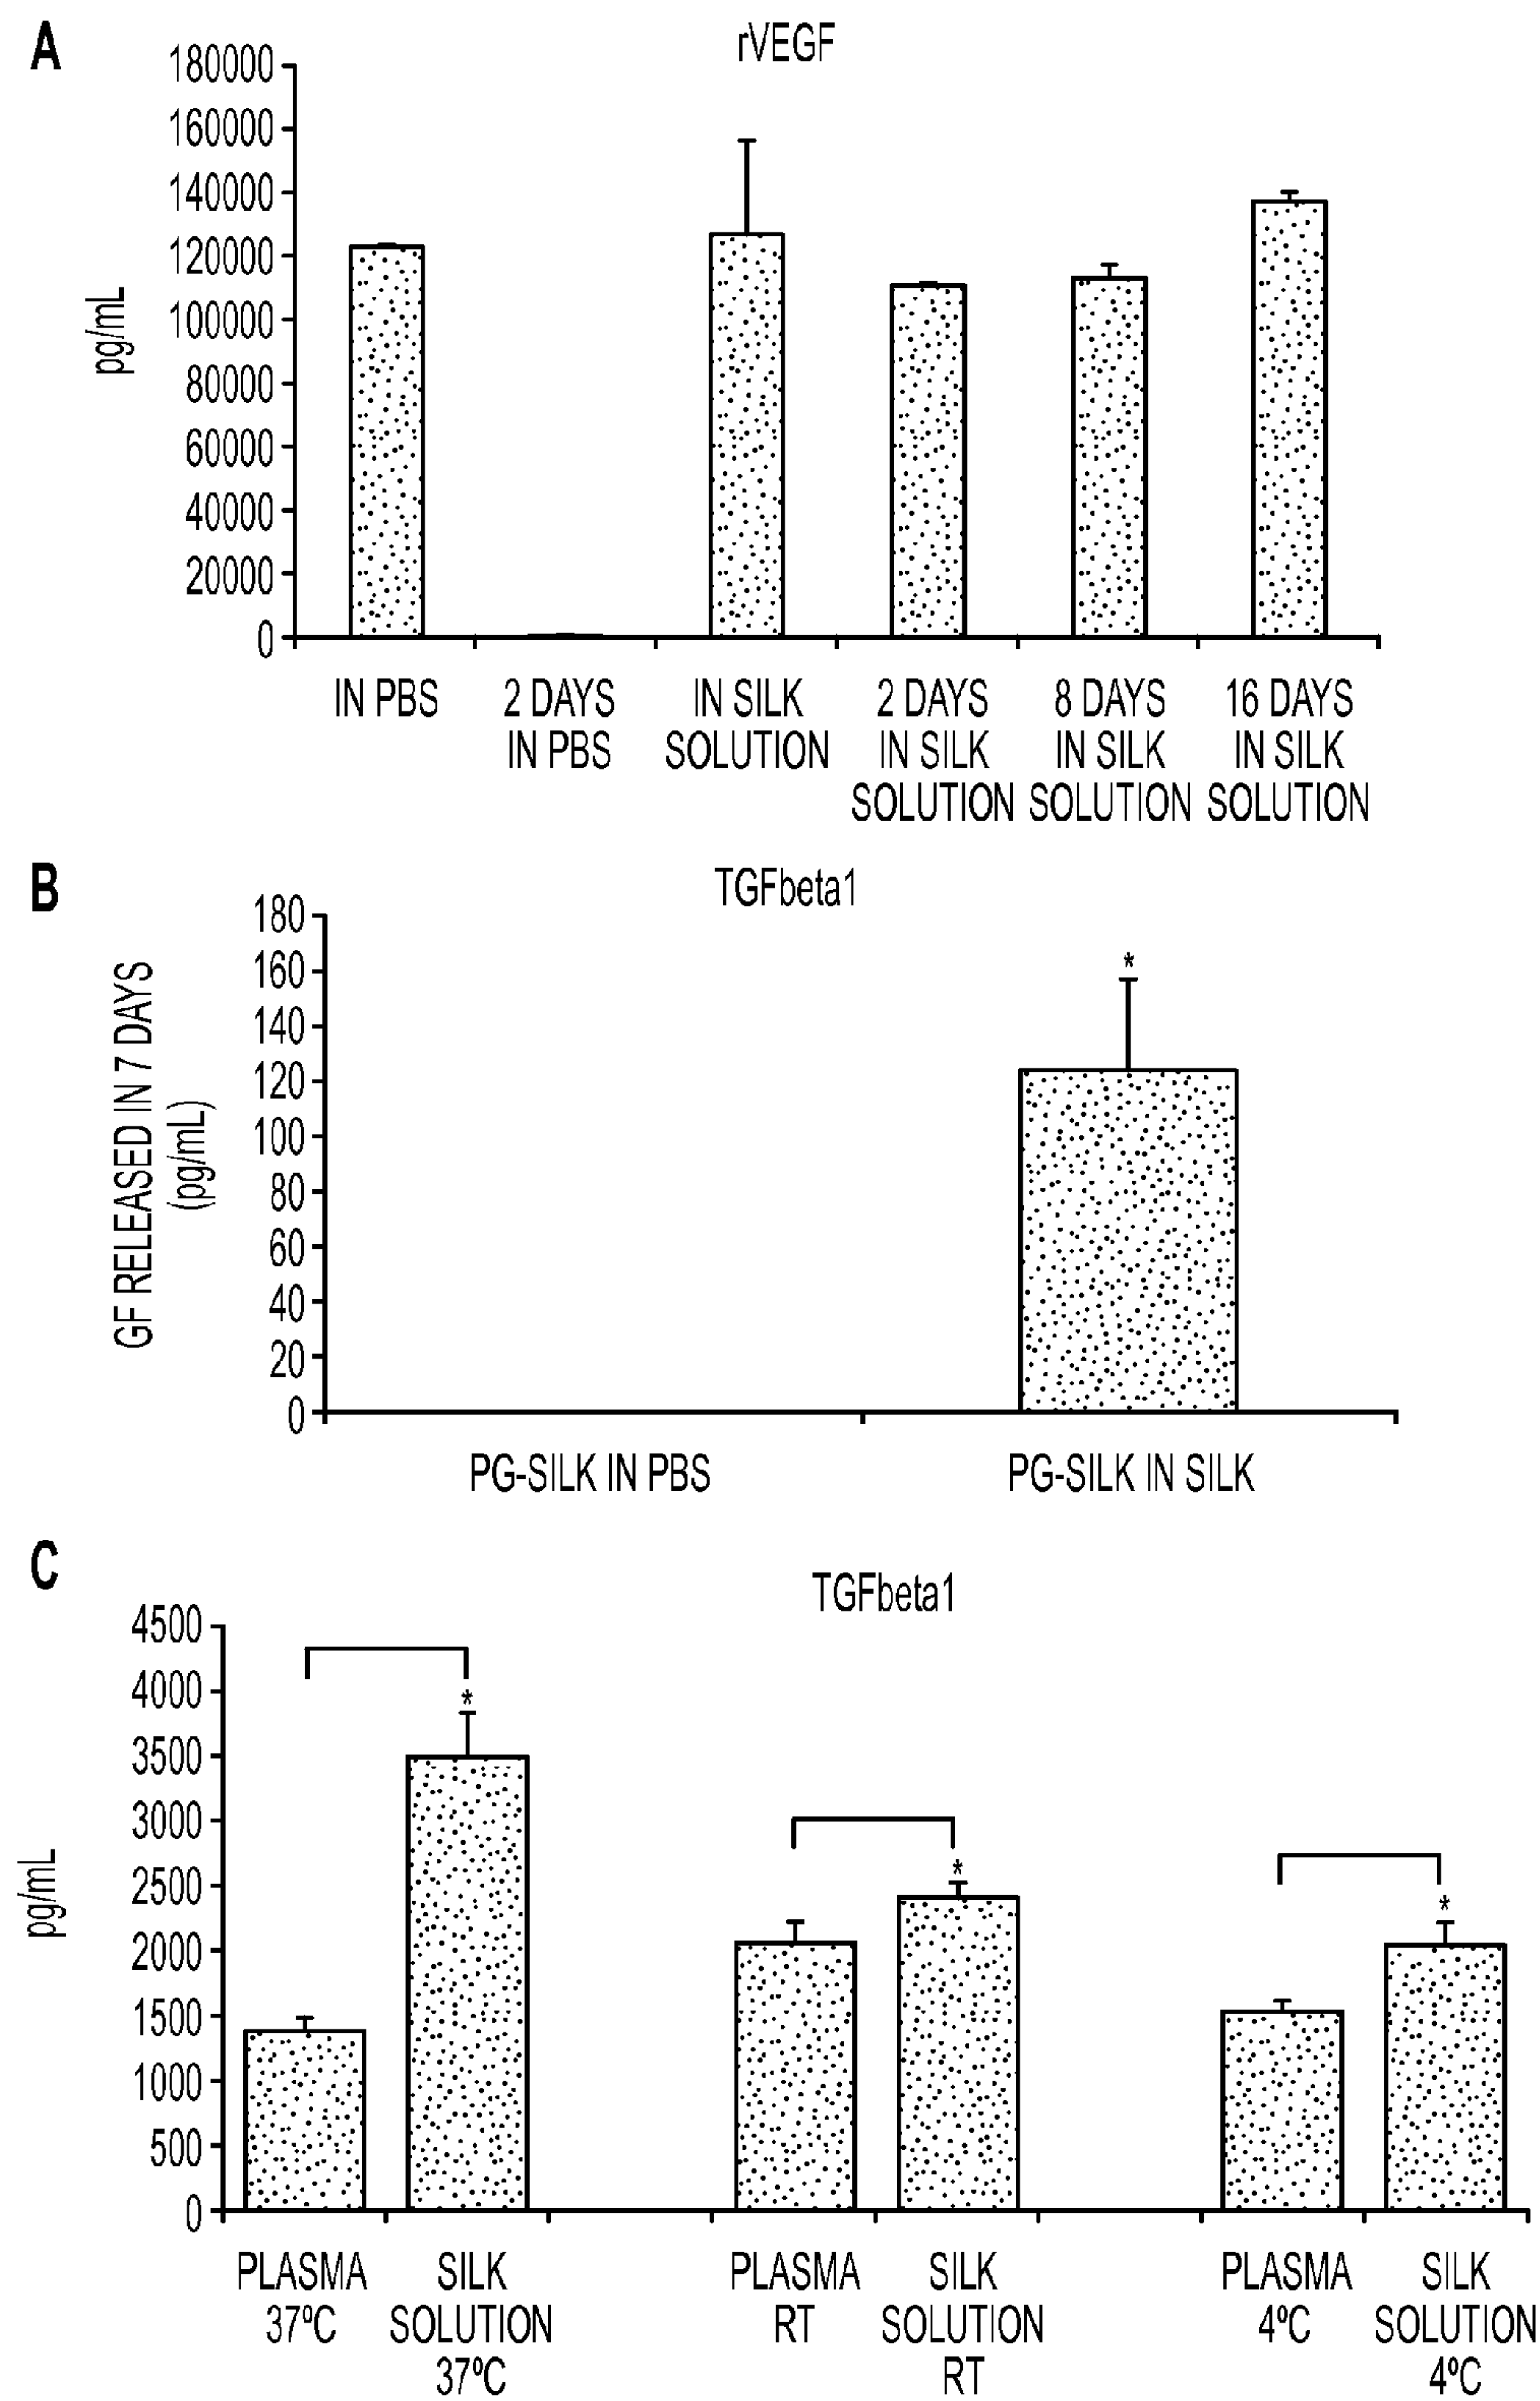 A
rVEGF
180000
160000
140000
120000
100000
80000
60000
40000
20000
0
pg/mL
IN PBS
2 DAYS
IN PBS
IN SILK
SOLUTION
2 DAYS
IN SILK
SOLUTION
8 DAYS
IN SILK
SOLUTION
16 DAYS
IN SILK
SOLUTION
B
TGFbeta1
180
160
140
120
100
80
60
40
20
0
GF RELEASED IN 7 DAYS
(pg/mL)
*
PG-SILK IN PBS
PG-SILK IN SILK
C
TGFbeta1
4500
4000
3500
3000
2500
2000
1500
1000
500
0
pg/mL
*
*
*
PLASMA
37ºC
SILK
SOLUTION
37ºC
PLASMA
RT
SILK
SOLUTION
RT
PLASMA
4ºC
SILK
SOLUTION
4ºC